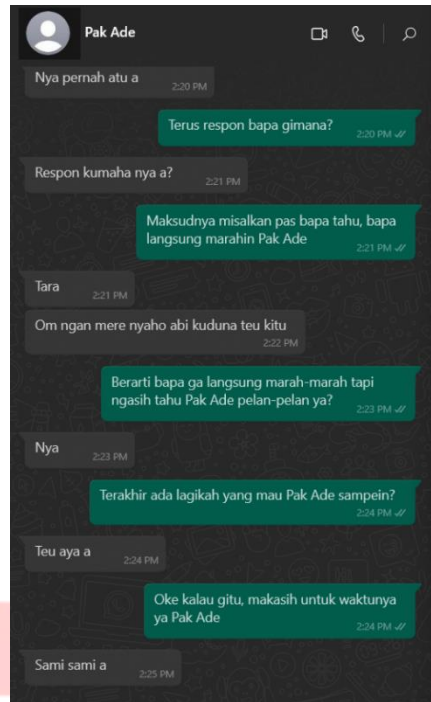 Pak Ade
Nya pernah atu a
2:20 PM
Terus respon bapa gimana?
2:20 PM
Respon kumaha nya a?
2:21 PM
Maksudnya misalkan pas bapa tahu, bapa
langsung marahin Pak Ade
2:21 PM
Tara
2:21 PM
Om ngan mere nyaho abi kuduna teu kitu
2:22 PM
Berarti bapa ga langsung marah-marah tapi
ngasih tahu Pak Ade pelan-pelan ya?
2:23 PM
Nya
2:23 PM
Terakhir ada lagikah yang mau Pak Ade sampein?
2:24 PM
Teu aya a
2:24 PM
Oke kalau gitu, makasih untuk waktunya
ya Pak Ade
2:24 PM
Sami sami a
2:25 PM